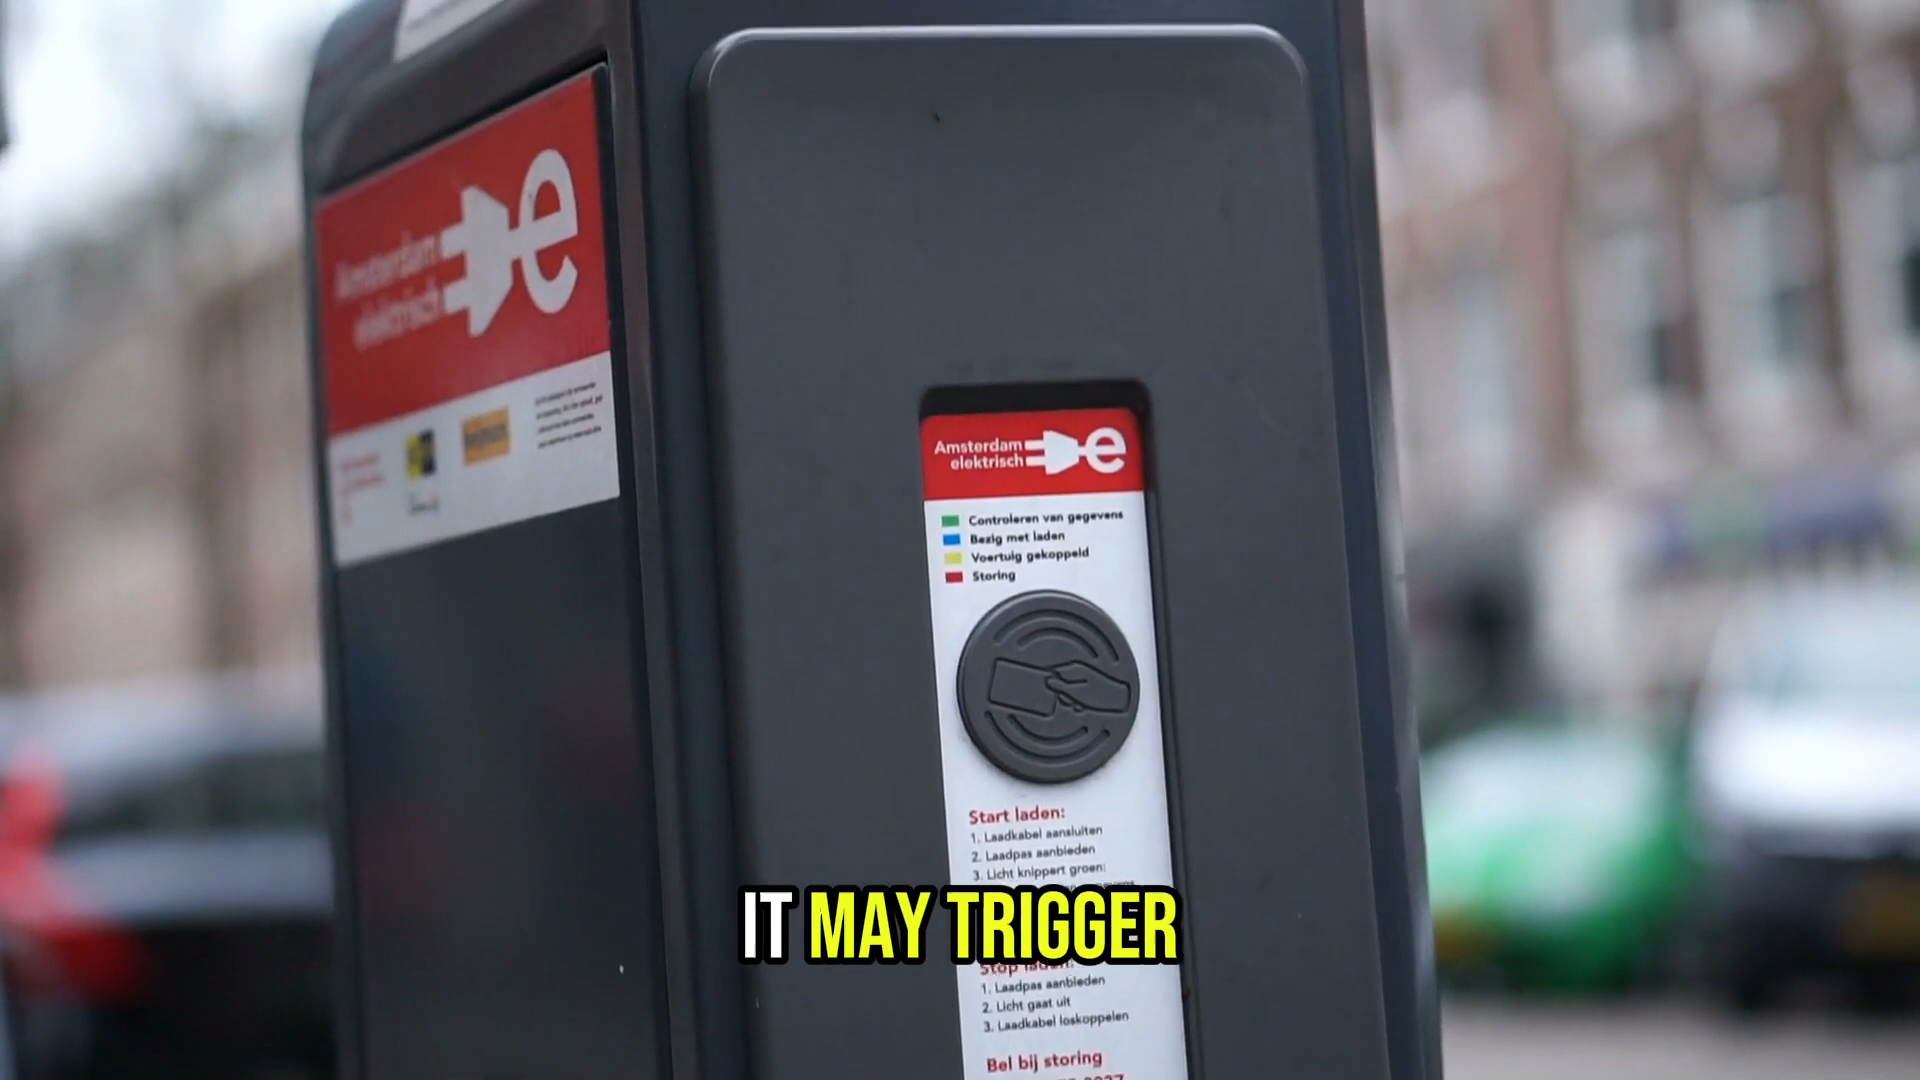 Amsterdam
elektrisch
Amsterdam
elektrisch
Controleren van gegevens
Bezig met laden
Voertuig gekoppeld
Storing
Start laden:
1. Laadkabel aansluiten
2. Laadpas aanbieden
3. Licht knippert groen:
IT MAY TRIGGER
Stop laden:
1. Laadpas aanbieden
2. Licht gaat uit
3. Laadkabel loskoppelen
Bel bij storing